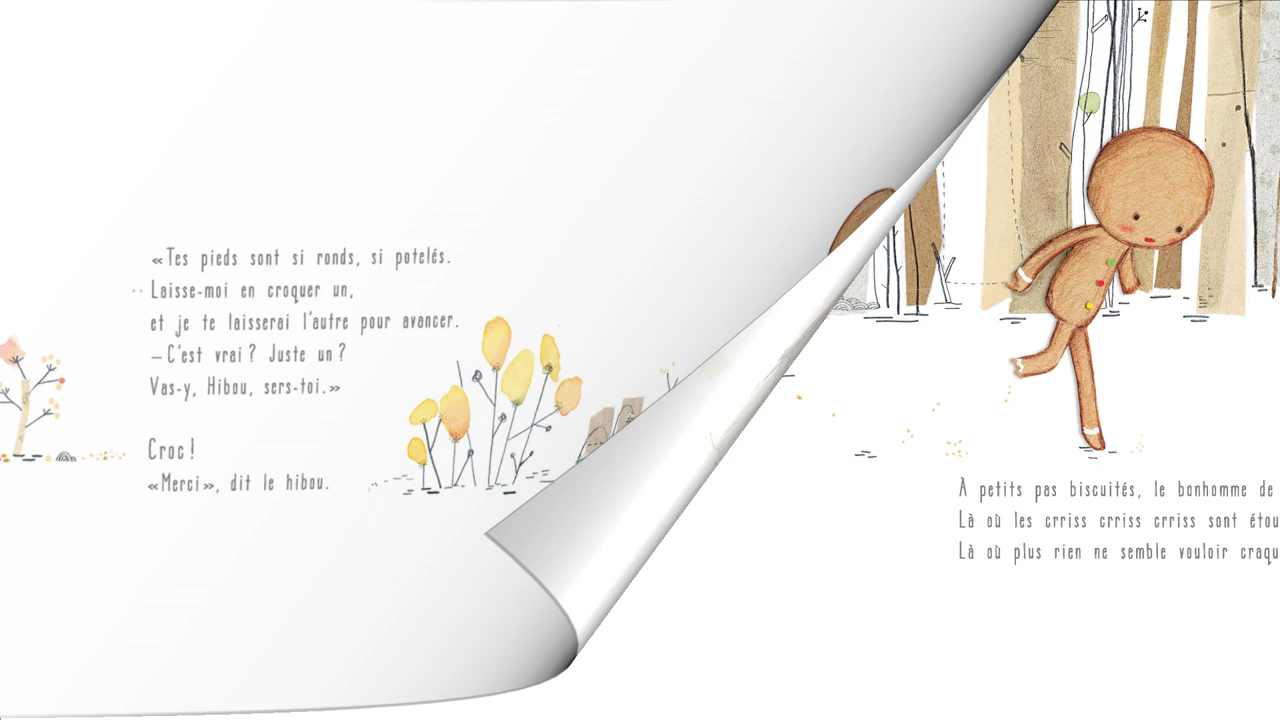 «Tes pieds sont si ronds, si potelés.
Laisse-moi en croquer un,
et je te laisserai l'autre pour avancer.
–C'est vrai? Juste un?
Vas-y, Hibou, sers-toi.»
Croc!
«Merci», dit le hibou.
À petits pas biscuités, le bonhomme de
Là où les crriss crriss crriss sont
Là où plus rien ne semble vouloir